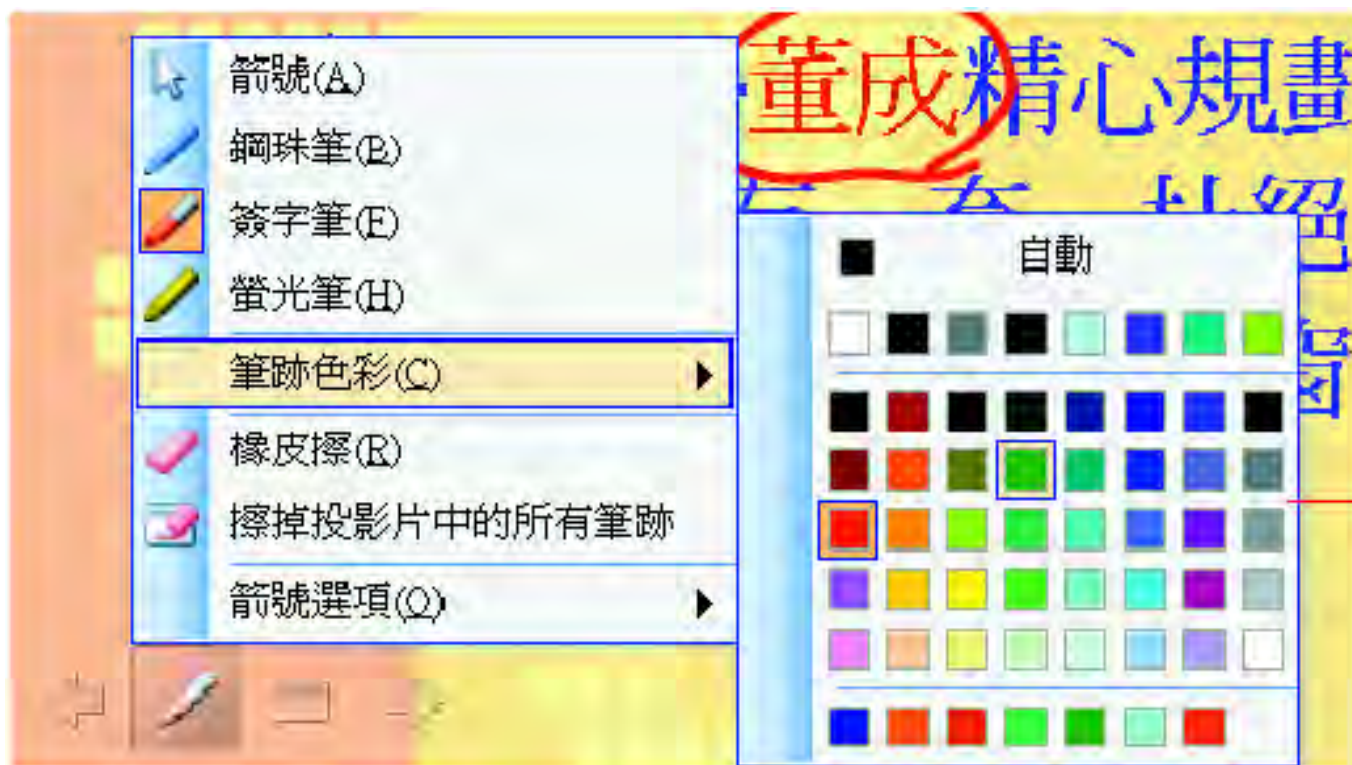 董成精心規劃
箭號(A)
鋼珠筆(B)
簽字筆(F)
螢光筆(H)
筆跡色彩(C)
橡皮擦(R)
擦掉投影片中的所有筆跡
箭號選項(O)
自動